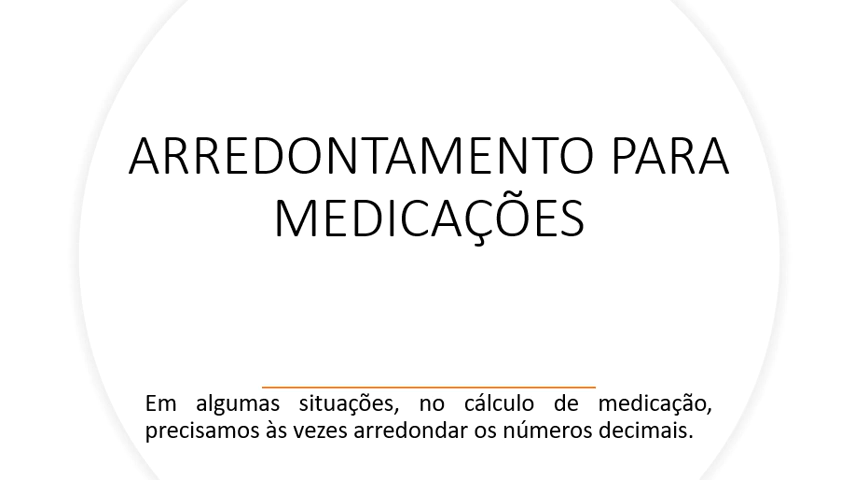 ARREDONTAMENTO PARA
MEDICAÇÕES
Em algumas situações, no cálculo de medicação,
precisamos às vezes arredondar os números decimais.